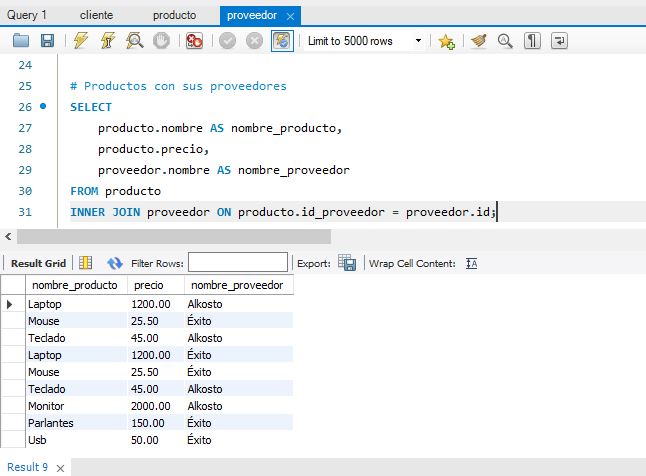 Query 1 cliente producto proveedor
Limit to 5000 rows
24
25 # Productos con sus proveedores
26 SELECT
27 producto.nombre AS nombre_producto,
28 producto.precio,
29 proveedor.nombre AS nombre_proveedor
30 FROM producto
31 INNER JOIN proveedor ON producto.id_proveedor = proveedor.id;
Result Grid Filter Rows: Export: Wrap Cell Content:
nombre_producto precio nombre_proveedor
Laptop 1200.00 Alkosto
Mouse 25.50 Éxito
Teclado 45.00 Alkosto
Laptop 1200.00 Éxito
Mouse 25.50 Éxito
Teclado 45.00 Alkosto
Monitor 2000.00 Alkosto
Parlantes 150.00 Éxito
Usb 50.00 Éxito
Result 9